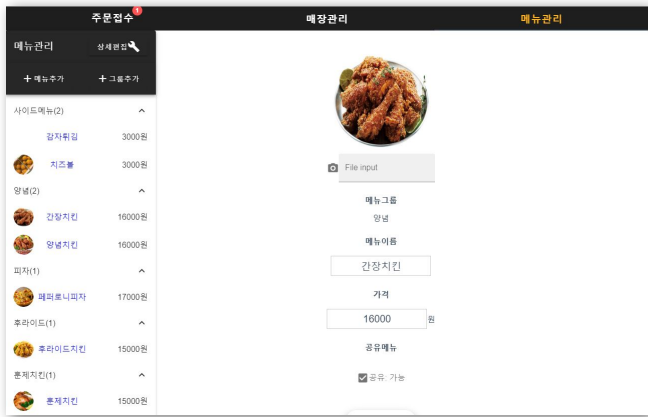 주문접수 1 매장관리 메뉴관리
메뉴관리 상세편집
+ 메뉴추가 + 그룹추가
사이드메뉴(2)
감자튀김 3000원
치즈볼 3000원
양념(2)
간장치킨 16000원
양념치킨 16000원
피자(1)
페퍼로니피자 17000원
후라이드(1)
후라이드치킨 15000원
훈제치킨(1)
훈제치킨 15000원
File input
메뉴그룹
양념
메뉴이름
간장치킨
가격
16000 원
공유메뉴
공유: 가능